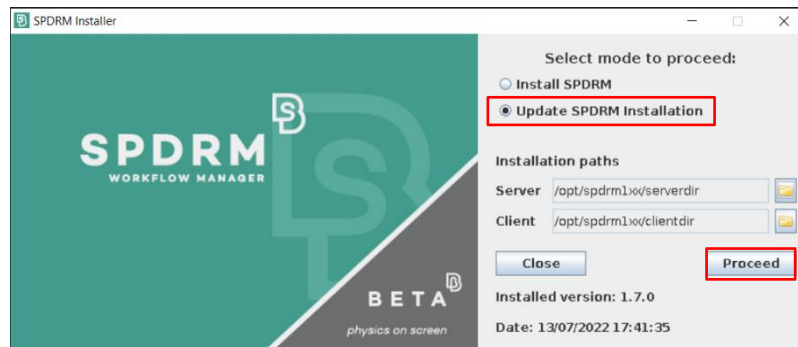 SPDRM Installer
SPDRM
WORKFLOW MANAGER
BETA
physics on screen
Select mode to proceed:
Install SPDRM
Update SPDRM Installation
Installation paths
Server /opt/spdrm1xx/serverdir
Client /opt/spdrm1xx/clientdir
Close Proceed
Installed version: 1.7.0
Date: 13/07/2022 17:41:35